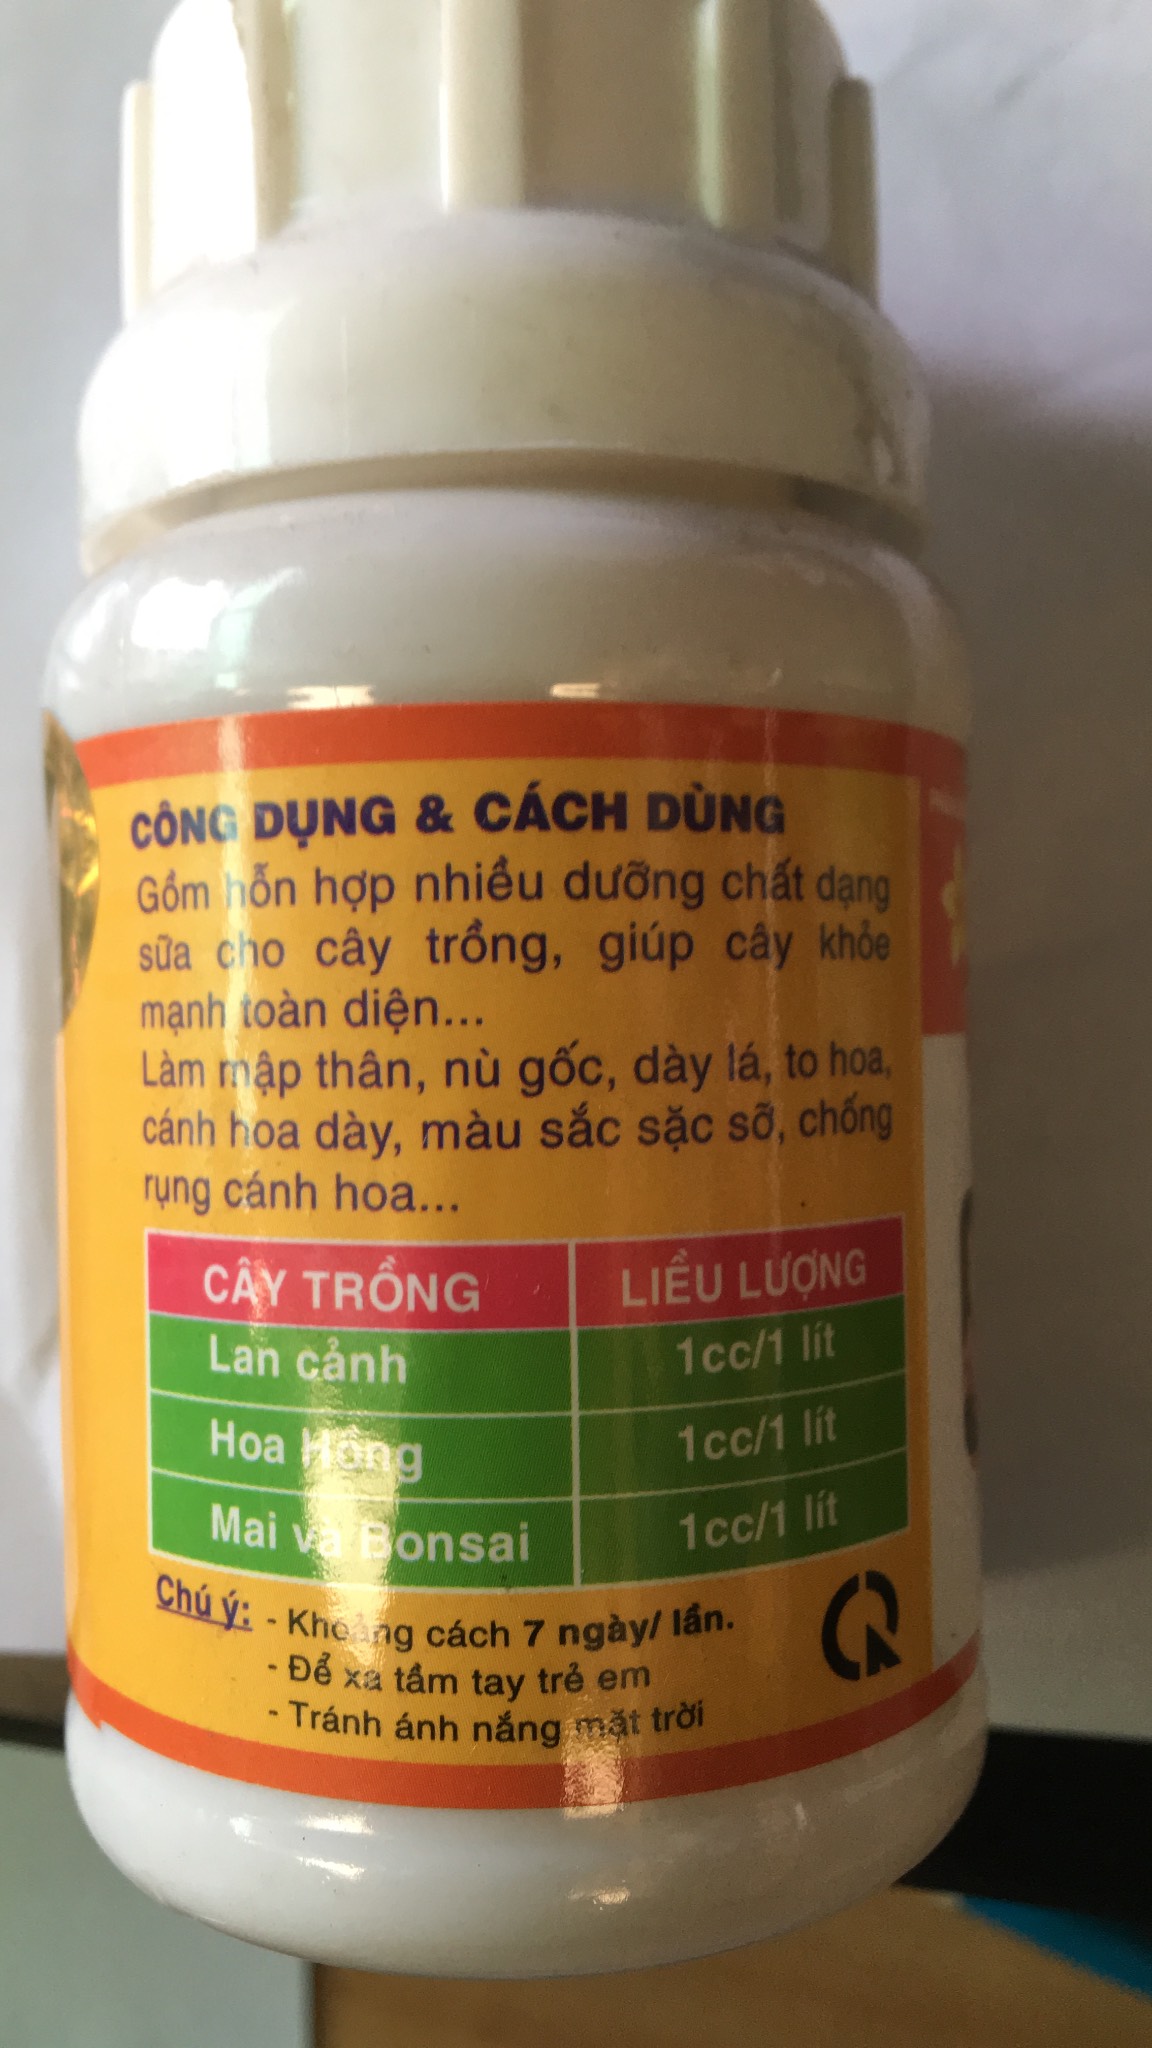 CÔNG DỤNG & CÁCH DÙNG
Gồm hỗn hợp nhiều dưỡng chất dạng
sữa cho cây trồng, giúp cây khỏe
mạnh toàn diện...
Làm mập thân, nù gốc, dày lá, to hoa,
cánh hoa dày, màu sắc sặc sỡ, chống
rụng cánh hoa...
CÂY TRỒNG LIỀU LƯỢNG
Lan cảnh 1cc/1 lít
Hoa Hồng 1cc/1 lít
Mai và Bonsai 1cc/1 lít
Chú ý: - Khoảng cách 7 ngày/ lần.
- Để xa tầm tay trẻ em
- Tránh ánh nắng mặt trời